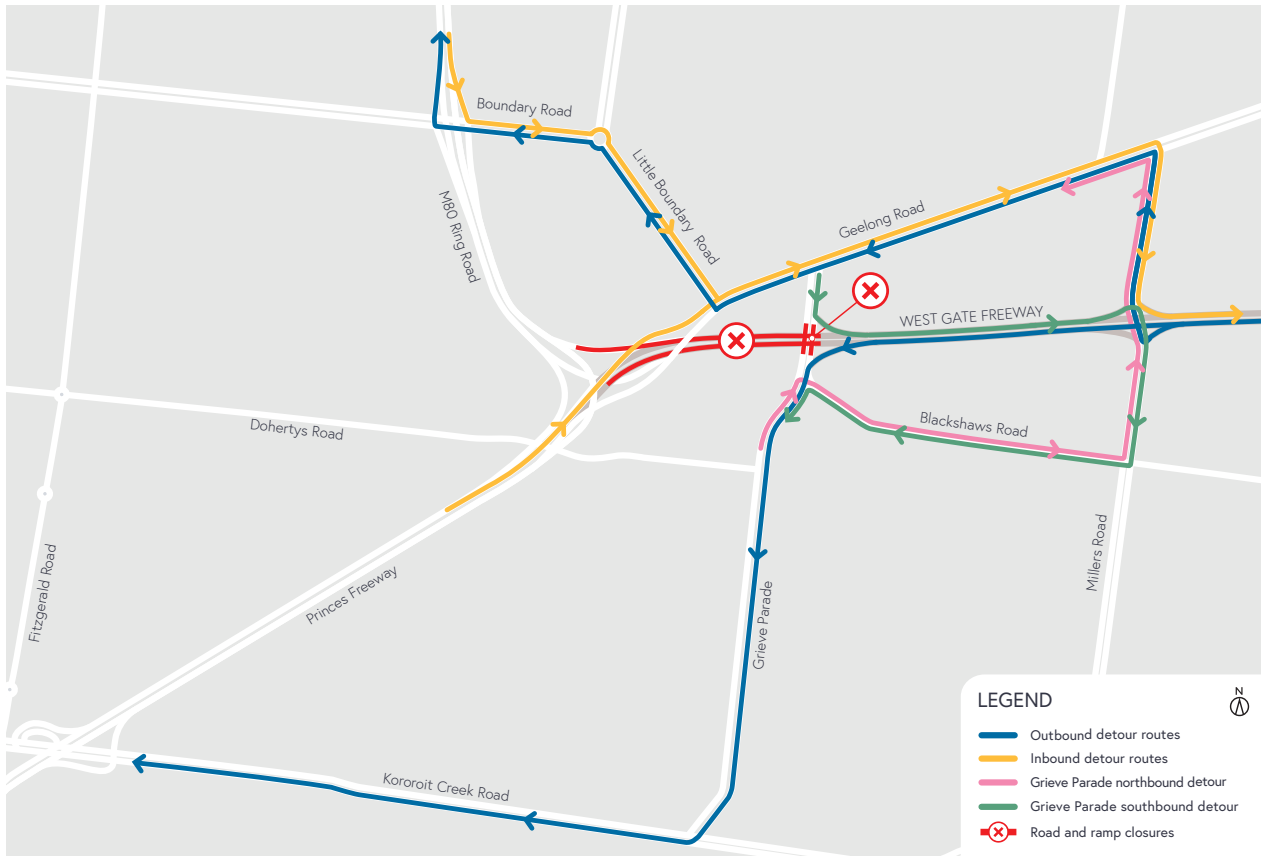 Boundary Road
Little Boundary Road
M80 Ring Road
Geelong Road
WEST GATE FREEWAY
Dohertys Road
Blackshaws Road
Fitzgerald Road
Princes Freeway
Grieve Parade
Millers Road
Kororoit Creek Road
LEGEND
N
Outbound detour routes
Inbound detour routes
Grieve Parade northbound detour
Grieve Parade southbound detour
Road and ramp closures